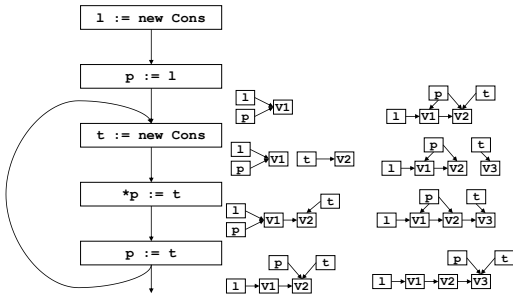 l := new Cons
p := l
t := new Cons
*p := t
p := t
l
p
V1
p t
l V1 V2
l
p
V1 t V2
p t
l V1 V2 V3
l
p
V1 V2 t
p t
l V1 V2 V3
p t
l V1 V2
p t
l V1 V2 V3